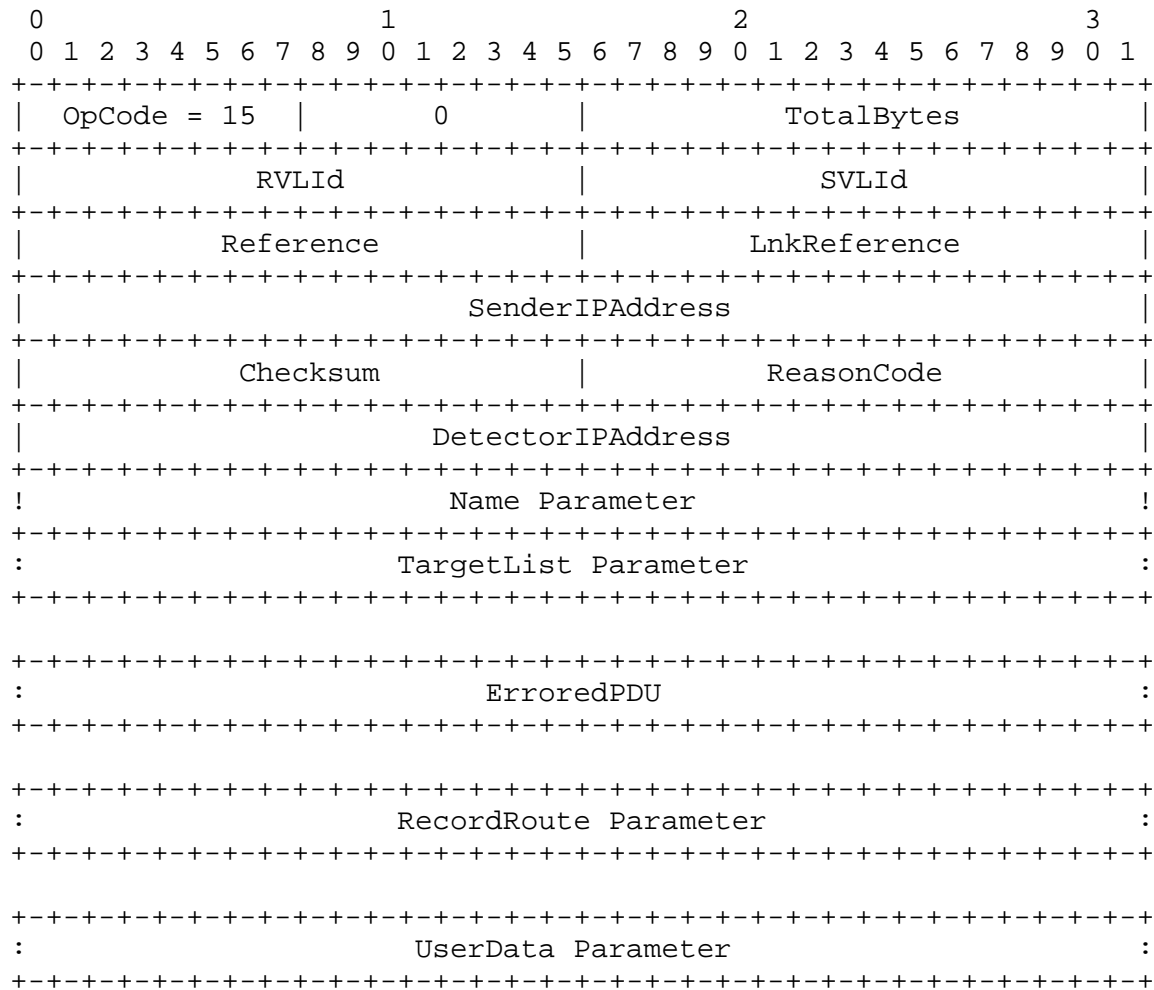 0                   1                   2                   3
 0 1 2 3 4 5 6 7 8 9 0 1 2 3 4 5 6 7 8 9 0 1 2 3 4 5 6 7 8 9 0 1
+-+-+-+-+-+-+-+-+-+-+-+-+-+-+-+-+-+-+-+-+-+-+-+-+-+-+-+-+-+-+-+-+
|  OpCode = 15  |       0       |           TotalBytes          |
+-+-+-+-+-+-+-+-+-+-+-+-+-+-+-+-+-+-+-+-+-+-+-+-+-+-+-+-+-+-+-+-+
|             RVLId             |             SVLId             |
+-+-+-+-+-+-+-+-+-+-+-+-+-+-+-+-+-+-+-+-+-+-+-+-+-+-+-+-+-+-+-+-+
|           Reference           |         LnkReference          |
+-+-+-+-+-+-+-+-+-+-+-+-+-+-+-+-+-+-+-+-+-+-+-+-+-+-+-+-+-+-+-+-+
|                         SenderIPAddress                       |
+-+-+-+-+-+-+-+-+-+-+-+-+-+-+-+-+-+-+-+-+-+-+-+-+-+-+-+-+-+-+-+-+
|            Checksum           |          ReasonCode           |
+-+-+-+-+-+-+-+-+-+-+-+-+-+-+-+-+-+-+-+-+-+-+-+-+-+-+-+-+-+-+-+-+
|                       DetectorIPAddress                       |
+-+-+-+-+-+-+-+-+-+-+-+-+-+-+-+-+-+-+-+-+-+-+-+-+-+-+-+-+-+-+-+-+
!                        Name Parameter                         !
+-+-+-+-+-+-+-+-+-+-+-+-+-+-+-+-+-+-+-+-+-+-+-+-+-+-+-+-+-+-+-+-+
:                     TargetList Parameter                      :
+-+-+-+-+-+-+-+-+-+-+-+-+-+-+-+-+-+-+-+-+-+-+-+-+-+-+-+-+-+-+-+-+

+-+-+-+-+-+-+-+-+-+-+-+-+-+-+-+-+-+-+-+-+-+-+-+-+-+-+-+-+-+-+-+-+
:                          ErroredPDU                           :
+-+-+-+-+-+-+-+-+-+-+-+-+-+-+-+-+-+-+-+-+-+-+-+-+-+-+-+-+-+-+-+-+

+-+-+-+-+-+-+-+-+-+-+-+-+-+-+-+-+-+-+-+-+-+-+-+-+-+-+-+-+-+-+-+-+
:                     RecordRoute Parameter                     :
+-+-+-+-+-+-+-+-+-+-+-+-+-+-+-+-+-+-+-+-+-+-+-+-+-+-+-+-+-+-+-+-+

+-+-+-+-+-+-+-+-+-+-+-+-+-+-+-+-+-+-+-+-+-+-+-+-+-+-+-+-+-+-+-+-+
:                      UserData Parameter                       :
+-+-+-+-+-+-+-+-+-+-+-+-+-+-+-+-+-+-+-+-+-+-+-+-+-+-+-+-+-+-+-+-+